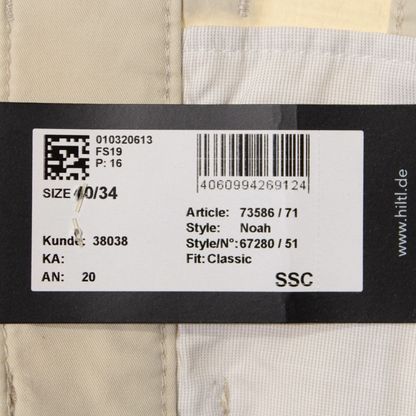 010320613
FS19
P: 16
4060994269124
SIZE 40/34
Article: 73586 / 71
Style: Noah
Kunde: 38038
Style/N°: 67280 / 51
KA:
Fit: Classic
AN: 20
SSC
www.hiltl.de